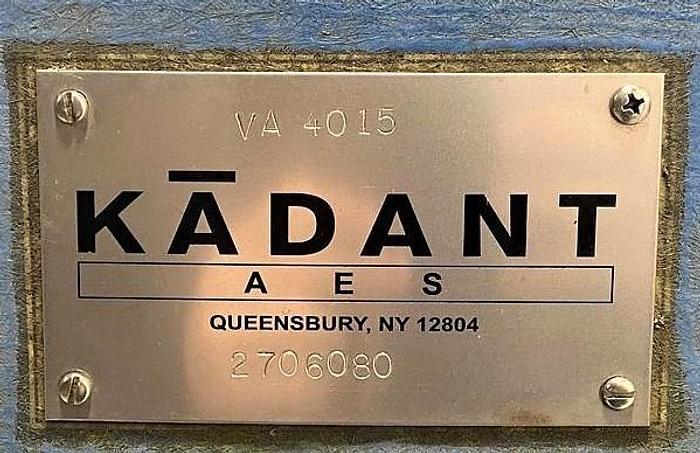 VA 4015
KĀDANT
A E S
QUEENSBURY, NY 12804
2706080